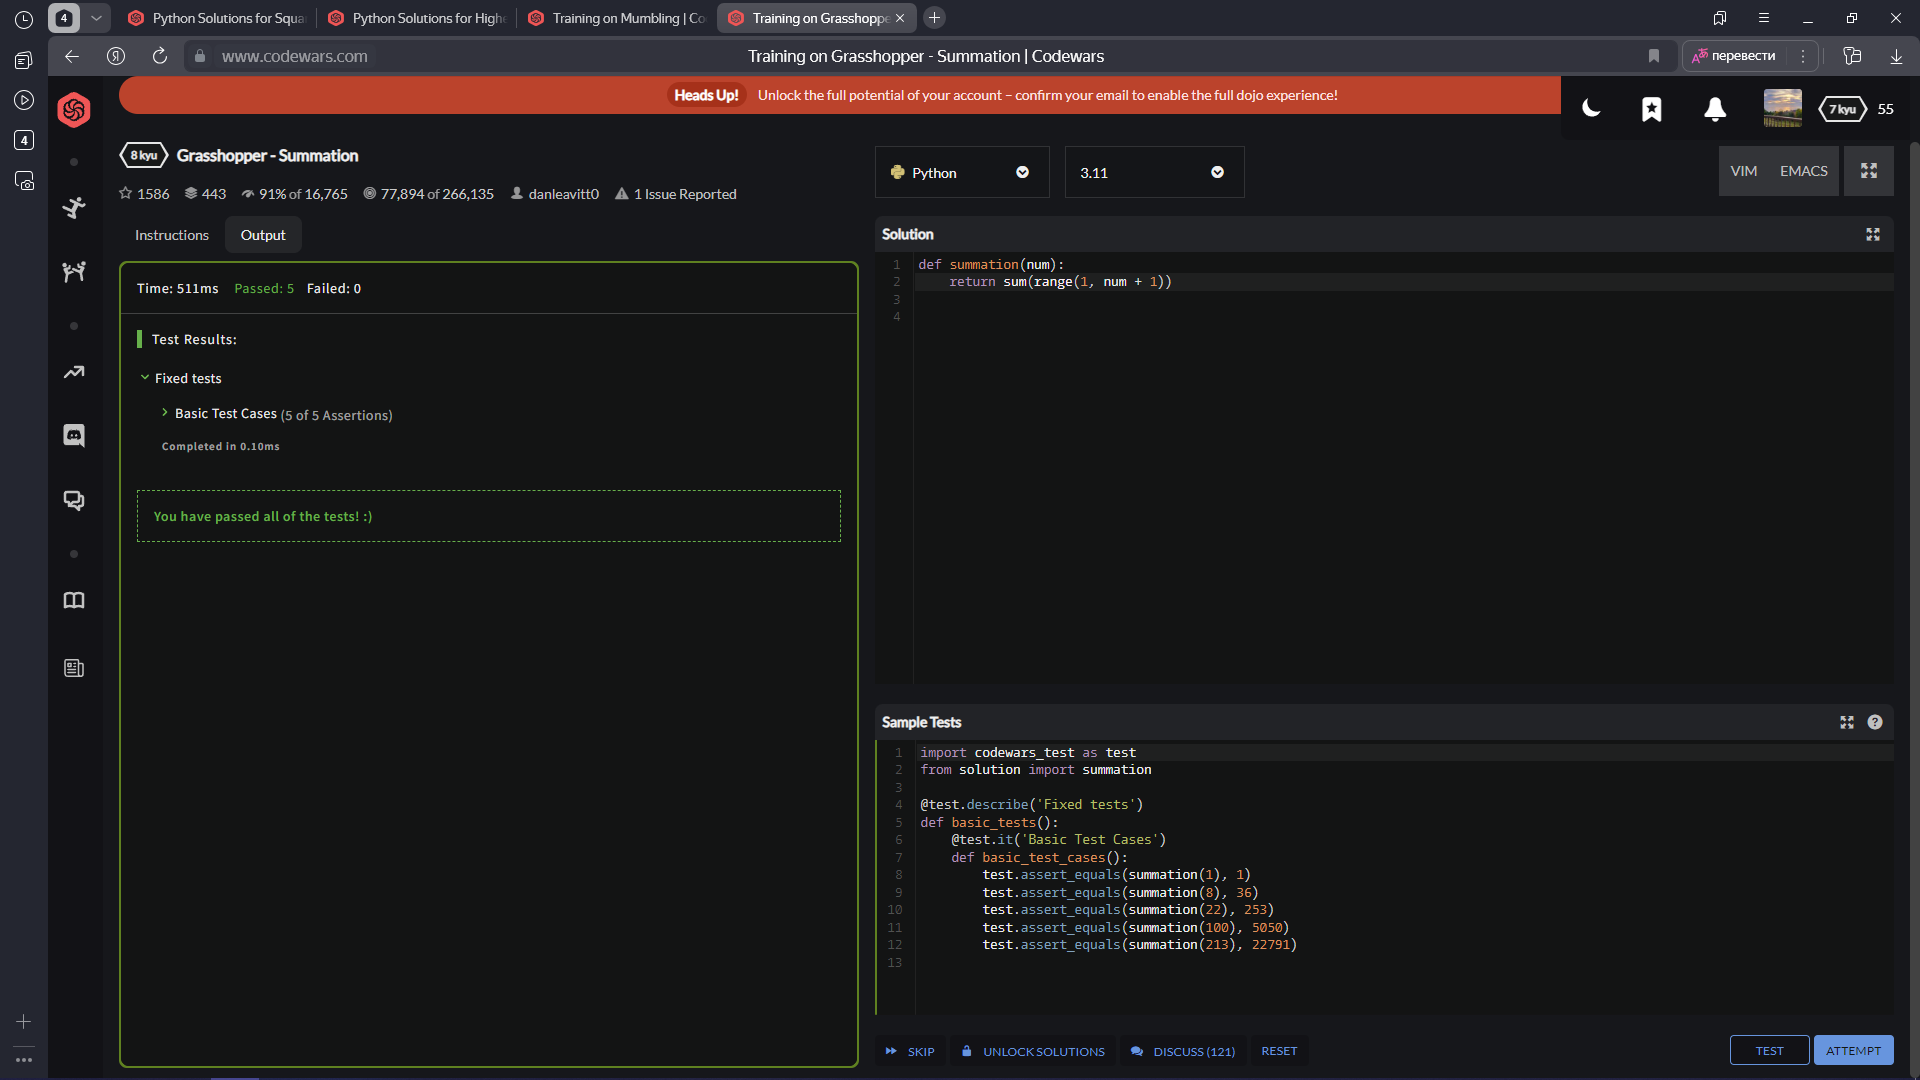 4
Python Solutions for Squa
Python Solutions for Highe
Training on Mumbling | Co
Training on Grasshoppe
www.codewars.com
Training on Grasshopper - Summation | Codewars
перевести
4
Heads Up! Unlock the full potential of your account – confirm your email to enable the full dojo experience!
7 kyu 55
8 kyu Grasshopper - Summation
1586 443 91% of 16,765 77,894 of 266,135 danleavitt0 1 Issue Reported
Python
3.11
VIM EMACS
Instructions Output
Time: 511ms Passed: 5 Failed: 0
Test Results:
Fixed tests
Basic Test Cases (5 of 5 Assertions)
Completed in 0.10ms
You have passed all of the tests! :)
Solution
1 def summation(num):
2     return sum(range(1, num + 1))
3
4
Sample Tests
?
1 import codewars_test as test
2 from solution import summation
3
4 @test.describe('Fixed tests')
5 def basic_tests():
6     @test.it('Basic Test Cases')
7     def basic_test_cases():
8         test.assert_equals(summation(1), 1)
9         test.assert_equals(summation(8), 36)
10         test.assert_equals(summation(22), 253)
11         test.assert_equals(summation(100), 5050)
12         test.assert_equals(summation(213), 22791)
13
SKIP UNLOCK SOLUTIONS DISCUSS (121) RESET
TEST ATTEMPT